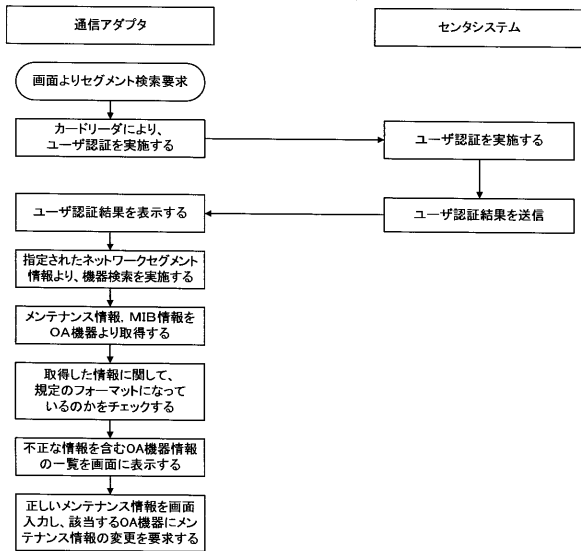 通信アダプタ
センタシステム
画面よりセグメント検索要求
カードリーダにより、
ユーザ認証を実施する
ユーザ認証を実施する
ユーザ認証結果を表示する
ユーザ認証結果を送信
指定されたネットワークセグメント
情報より、機器検索を実施する
メンテナンス情報，MIB情報を
OA機器より取得する
取得した情報に関して、
規定のフォーマットになって
いるのかをチェックする
不正な情報を含むOA機器情報
の一覧を画面に表示する
正しいメンテナンス情報を画面
入力し、該当するOA機器にメン
テナンス情報の変更を要求する